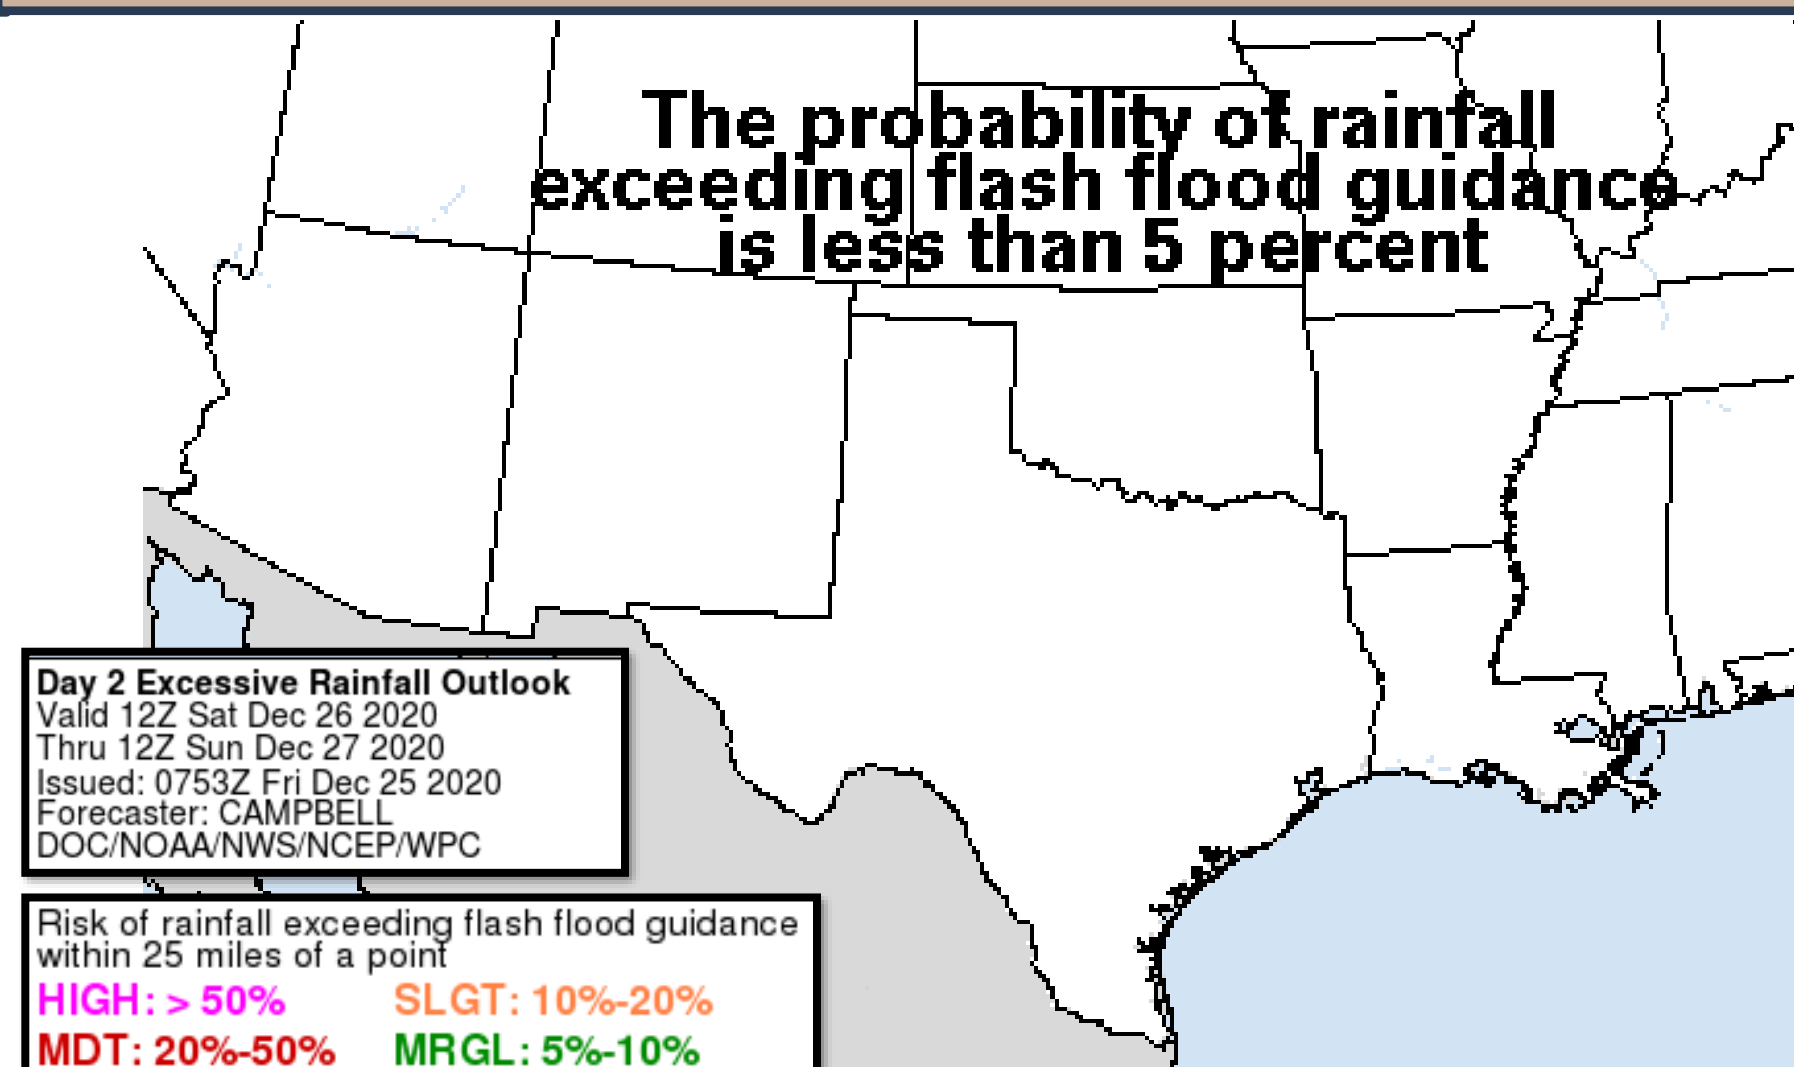 The probability of rainfall
exceeding flash flood guidance
is less than 5 percent
Day 2 Excessive Rainfall Outlook
Valid 12Z Sat Dec 26 2020
Thru 12Z Sun Dec 27 2020
Issued: 0753Z Fri Dec 25 2020
Forecaster: CAMPBELL
DOC/NOAA/NWS/NCEP/WPC
Risk of rainfall exceeding flash flood guidance
within 25 miles of a point
HIGH: > 50% SLGT: 10%-20%
MDT: 20%-50% MRGL: 5%-10%